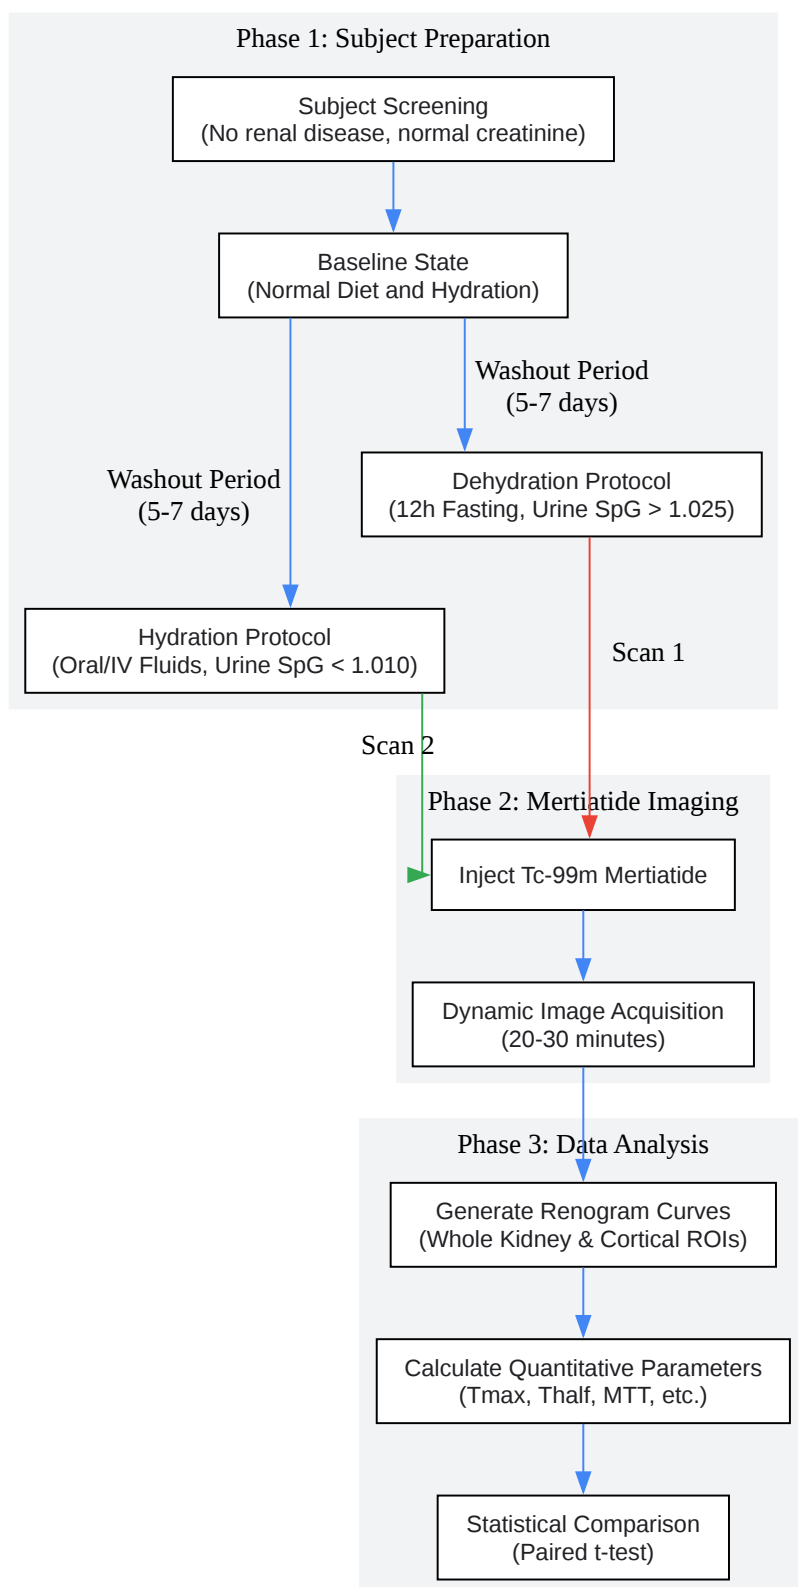 Phase 1: Subject Preparation
Subject Screening
(No renal disease, normal creatinine)
Baseline State
(Normal Diet and Hydration)
Washout Period
(5-7 days)
Dehydration Protocol
(12h Fasting, Urine SpG > 1.025)
Washout Period
(5-7 days)
Hydration Protocol
(Oral/IV Fluids, Urine SpG < 1.010)
Scan 1
Scan 2
Phase 2: Mertiatide Imaging
Inject Tc-99m Mertiatide
Dynamic Image Acquisition
(20-30 minutes)
Phase 3: Data Analysis
Generate Renogram Curves
(Whole Kidney & Cortical ROIs)
Calculate Quantitative Parameters
(Tmax, Thalf, MTT, etc.)
Statistical Comparison
(Paired t-test)